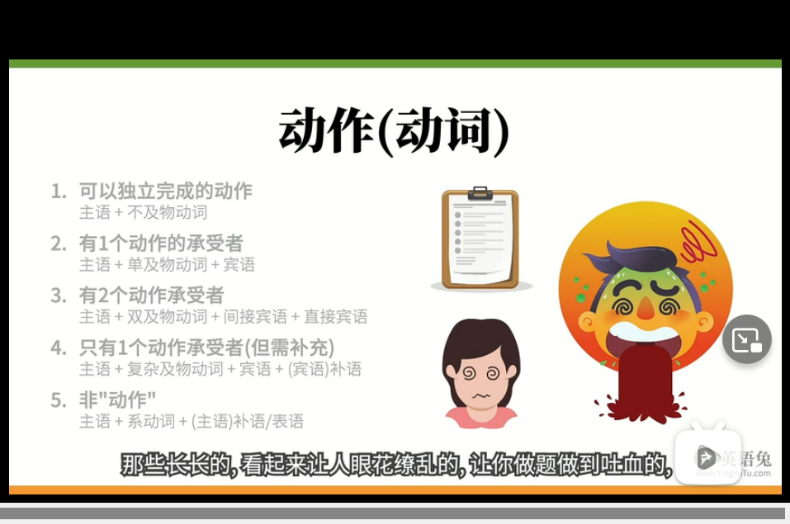 动作(动词)
1. 可以独立完成的动作
主语 + 不及物动词
2. 有1个动作的承受者
主语 + 单及物动词 + 宾语
3. 有2个动作承受者
主语 + 双及物动词 + 间接宾语 + 直接宾语
4. 只有1个动作承受者(但需补充)
主语 + 复杂及物动词 + 宾语 + (宾语)补语
5. 非"动作"
主语 + 系动词 + (主语)补语/表语
那些长长的, 看起来让人眼花缭乱的, 让你做题做到吐血的,
英语兔